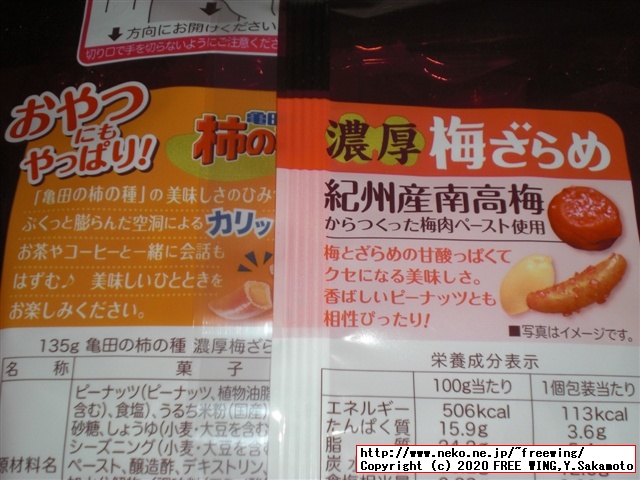 方向にお開けください
切り口で手を切らないようにご注意ください
おやつ
にも
やっぱり!
亀田
柿の
「亀田の柿の種」の美味しさのひみ
ぷくっと膨らんだ空洞によるカリッ
お茶やコーヒーと一緒に会話も
はずむ♪ 美味しいひとときを
お楽しみください。
135g 亀田の柿の種 濃厚梅ざら
名 称 菓 子
原材料名
ピーナッツ(ピーナッツ、植物油脂
含む)、食塩)、うるち米粉(国産)
砂糖、しょうゆ(小麦・大豆を含む
シーズニング(小麦・大豆を含
ペースト、醸造酢、デキストリン、
濃厚 梅ざらめ
紀州産南高梅
からつくった梅肉ペースト使用
梅とざらめの甘酸っぱくて
クセになる美味しさ。
香ばしいピーナッツとも
相性ぴったり!
■写真はイメージです。
栄養成分表示
100g当たり 1個包装当たり
エネルギー 506kcal 113kcal
たんぱく質 15.9g 3.6g
脂 質
http://www.neko.ne.jp/~freewing/
Copyright (c) 2020 FREE WING,Y.Sakamoto